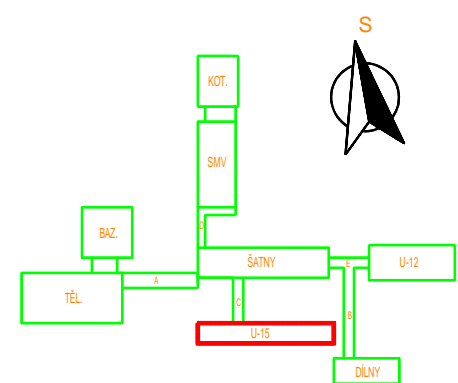 S
KOT.
SMV
D
BAZ.
ŠATNY
E
U-12
A
TĚL.
C
B
U-15
DÍLNY